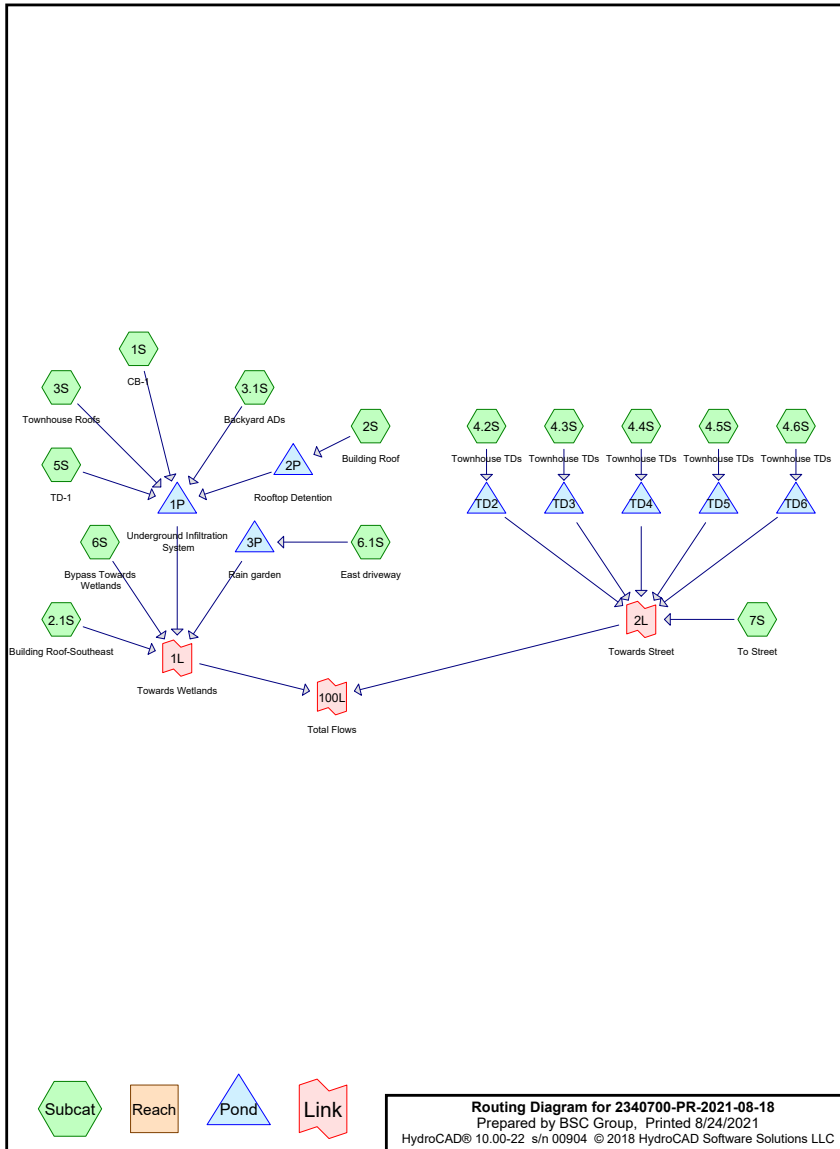 1S
CB-1
3S
Townhouse Roofs
3.1S
Backyard ADs
2S
Building Roof
5S
TD-1
2P
Rooftop Detention
1P
Underground Infiltration
System
6S
Bypass Towards
Wetlands
3P
Rain garden
6.1S
East driveway
2.1S
Building Roof-Southeast
1L
Towards Wetlands
100L
Total Flows
4.2S
Townhouse TDs
4.3S
Townhouse TDs
4.4S
Townhouse TDs
4.5S
Townhouse TDs
4.6S
Townhouse TDs
TD2
TD3
TD4
TD5
TD6
2L
Towards Street
7S
To Street
Subcat
Reach
Pond
Link
Routing Diagram for 2340700-PR-2021-08-18
Prepared by BSC Group, Printed 8/24/2021
HydroCAD® 10.00-22 s/n 00904 © 2018 HydroCAD Software Solutions LLC